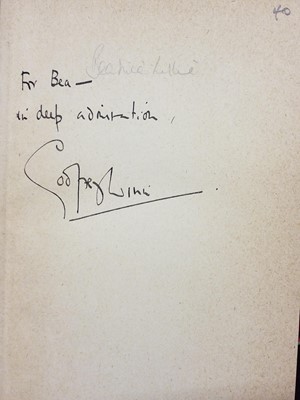 40
Beatrice Lillie
For Bea —
in deep admiration,
Godfrey Winn.